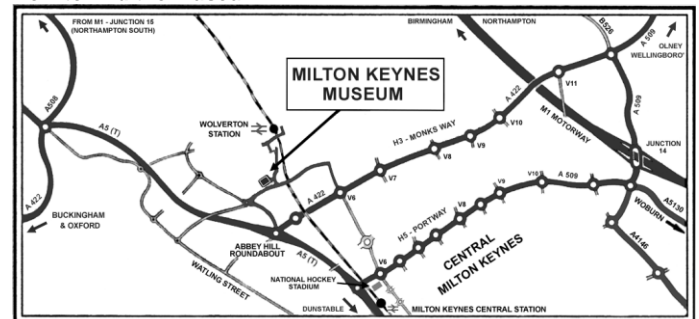 FROM M1 - JUNCTION 15
(NORTHAMPTON SOUTH)
BIRMINGHAM
NORTHAMPTON
B526
A 509
OLNEY
WELLINGBORO'
MILTON KEYNES
MUSEUM
A508
A5 (T)
WOLVERTON
STATION
A 422
V11
A 509
M1 MOTORWAY
H3 - MONKS WAY
V10
V9
V8
V7
JUNCTION
14
A 422
V6
A 422
BUCKINGHAM
& OXFORD
ABBEY HILL
ROUNDABOUT
A5 (T)
WATLING STREET
H5 - PORTWAY
V8
V9
V10
A 509
WOBURN
A5130
A4146
CENTRAL
MILTON KEYNES
V6
NATIONAL HOCKEY
STADIUM
DUNSTABLE
MILTON KEYNES CENTRAL STATION